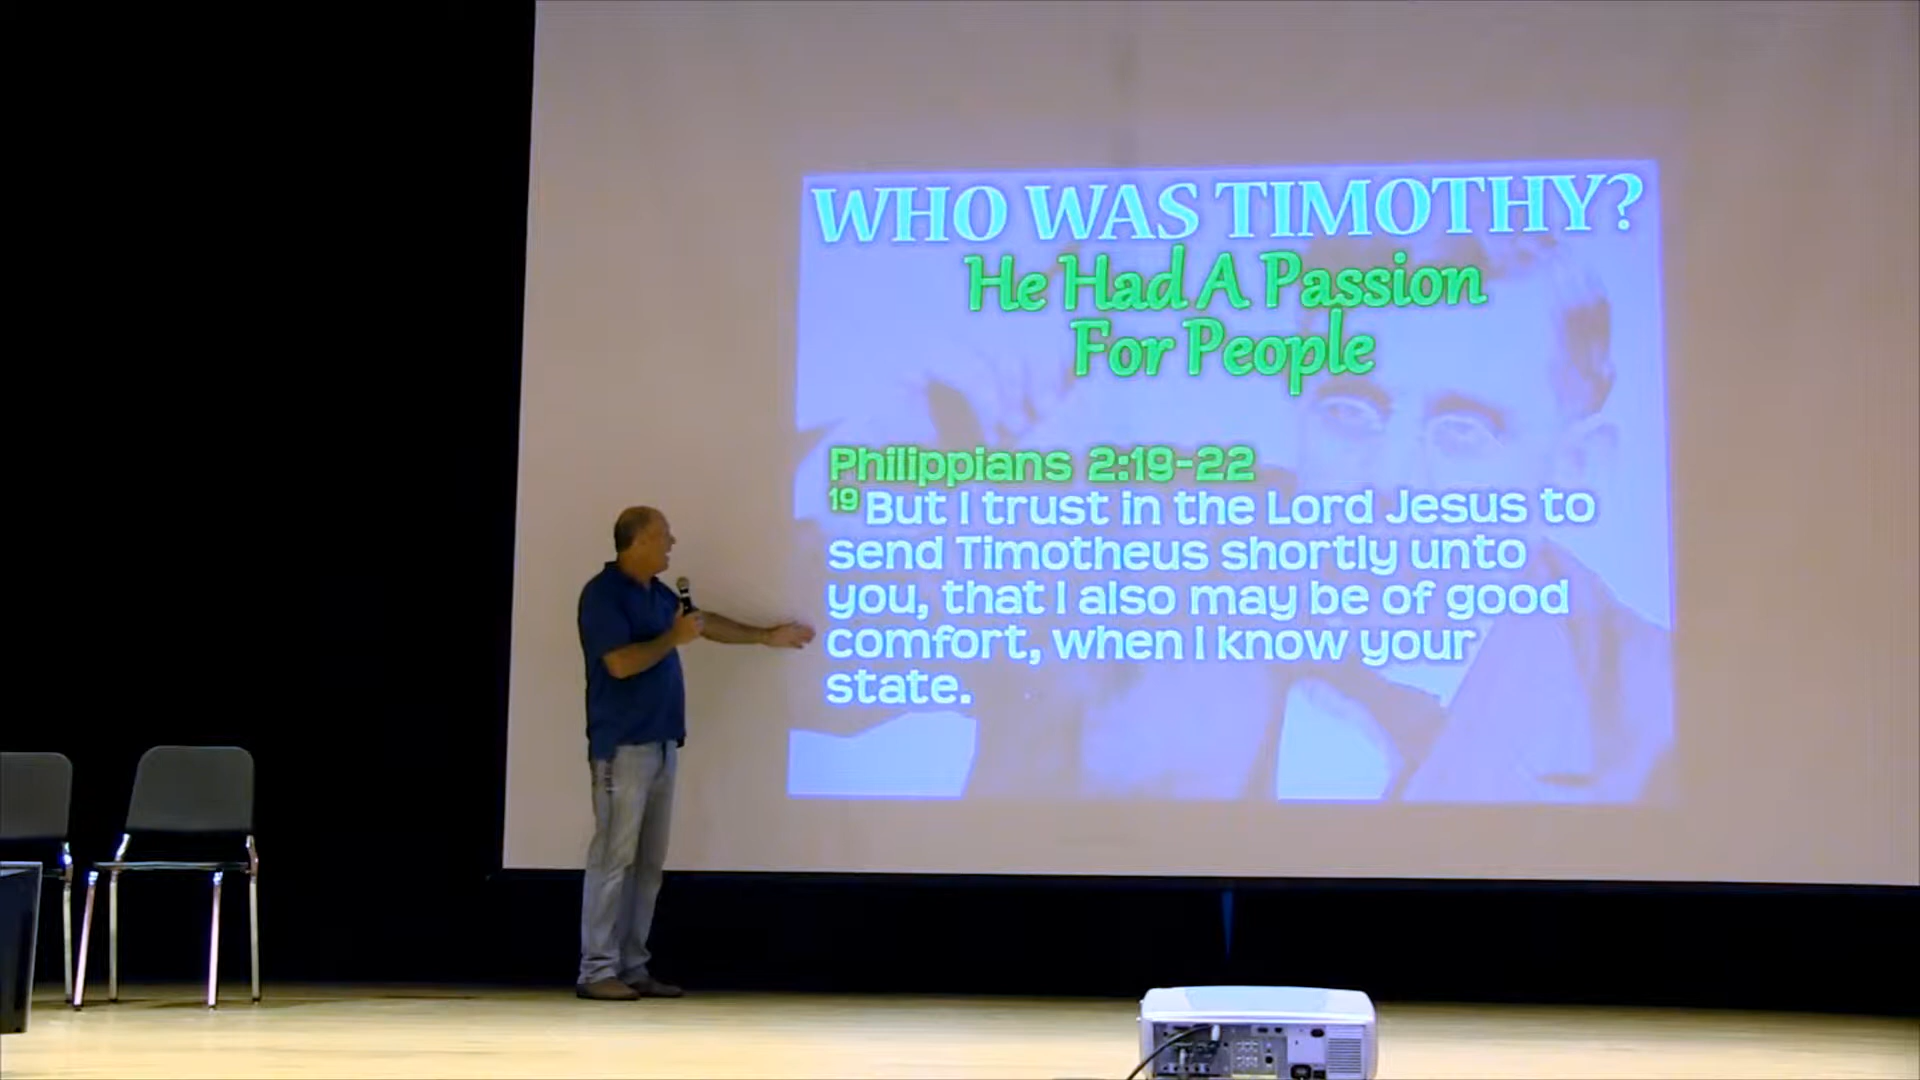 WHO WAS TIMOTHY?
He Had A Passion
For People
Philippians 2:19-22
19 But I trust in the Lord Jesus to
send Timotheus shortly unto
you, that I also may be of good
comfort, when I know your
state.